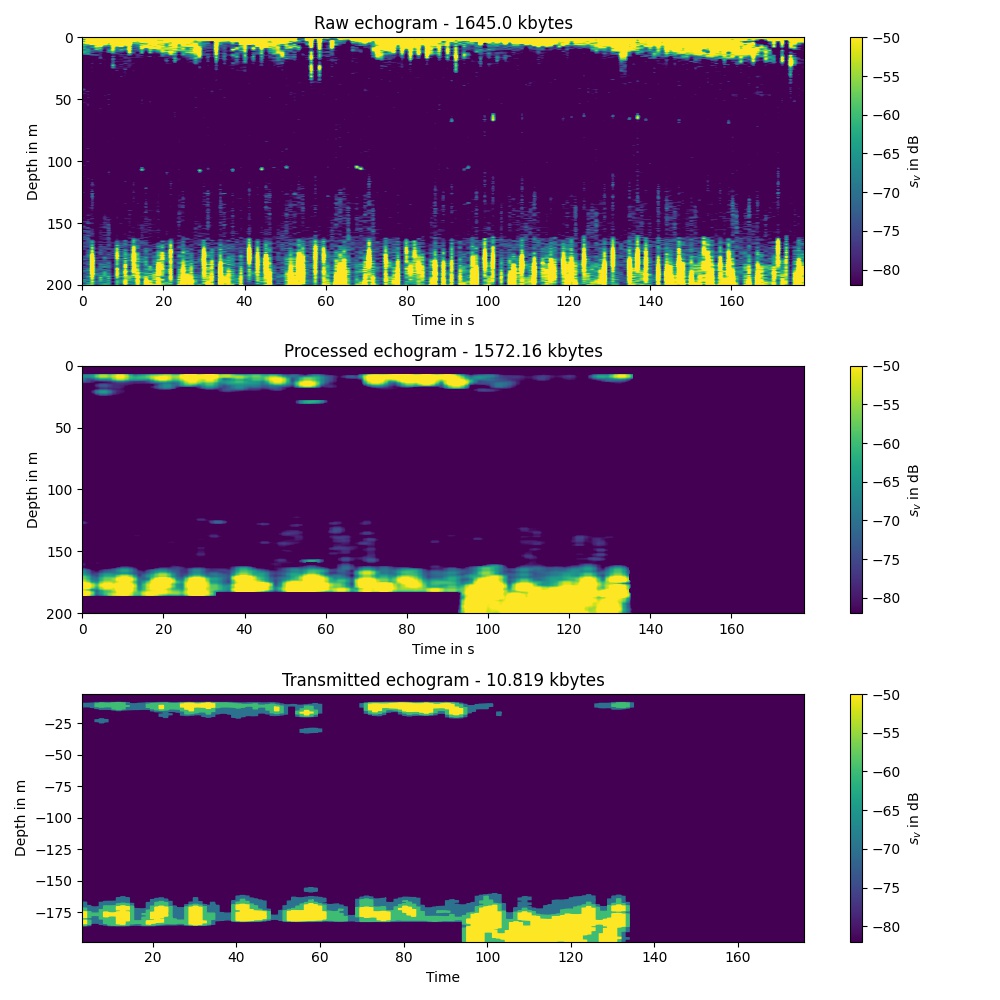 Raw echogram - 1645.0 kbytes
0
50
100
150
200
Depth in m
0 20 40 60 80 100 120 140 160
Time in s
−50
−55
−60
−65
−70
−75
−80
sv in dB
Processed echogram - 1572.16 kbytes
0
50
100
150
200
Depth in m
0 20 40 60 80 100 120 140 160
Time in s
−50
−55
−60
−65
−70
−75
−80
sv in dB
Transmitted echogram - 10.819 kbytes
−25
−50
−75
−100
−125
−150
−175
Depth in m
20 40 60 80 100 120 140 160
Time
−50
−55
−60
−65
−70
−75
−80
sv in dB